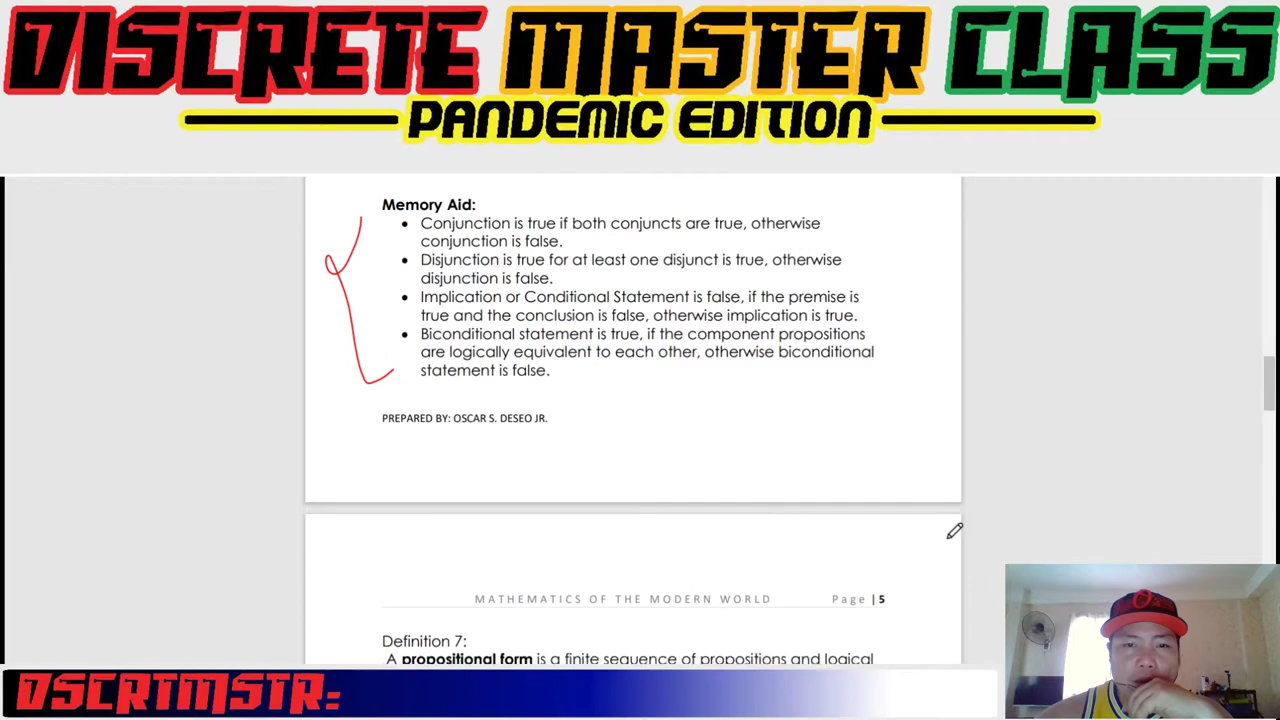 DISCRETE MASTER CLASS
PANDEMIC EDITION
Memory Aid:
• Conjunction is true if both conjuncts are true, otherwise
conjunction is false.
• Disjunction is true for at least one disjunct is true, otherwise
disjunction is false.
• Implication or Conditional Statement is false, if the premise is
true and the conclusion is false, otherwise implication is true.
• Biconditional statement is true, if the component propositions
are logically equivalent to each other, otherwise biconditional
statement is false.
PREPARED BY: OSCAR S. DESEO JR.
MATHEMATICS OF THE MODERN WORLD Page | 5
Definition 7:
A propositional form is a finite sequence of propositions and logical
DSCRTMSTR: